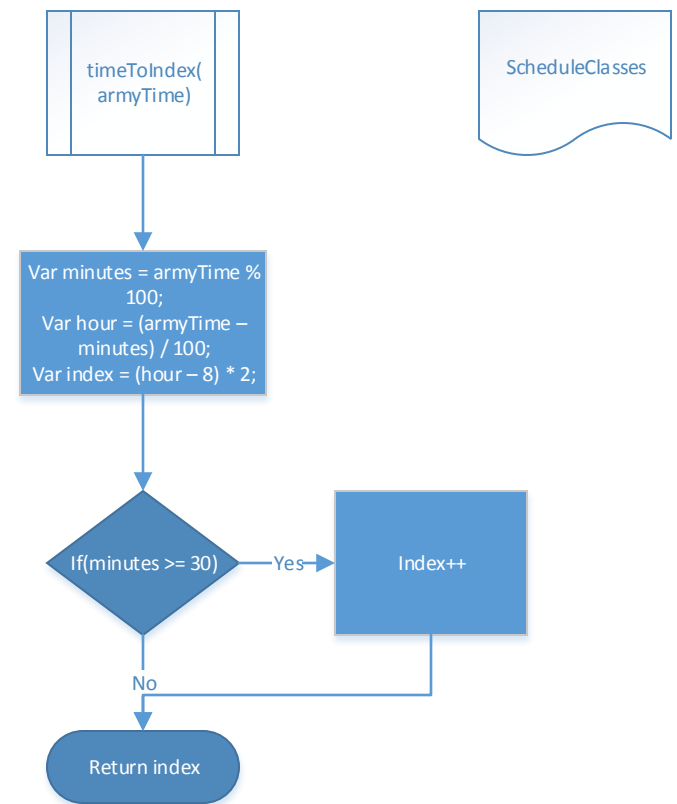 timeToIndex(
armyTime)
ScheduleClasses
Var minutes = armyTime %
100;
Var hour = (armyTime –
minutes) / 100;
Var index = (hour – 8) * 2;
If(minutes >= 30)
Yes
Index++
No
Return index